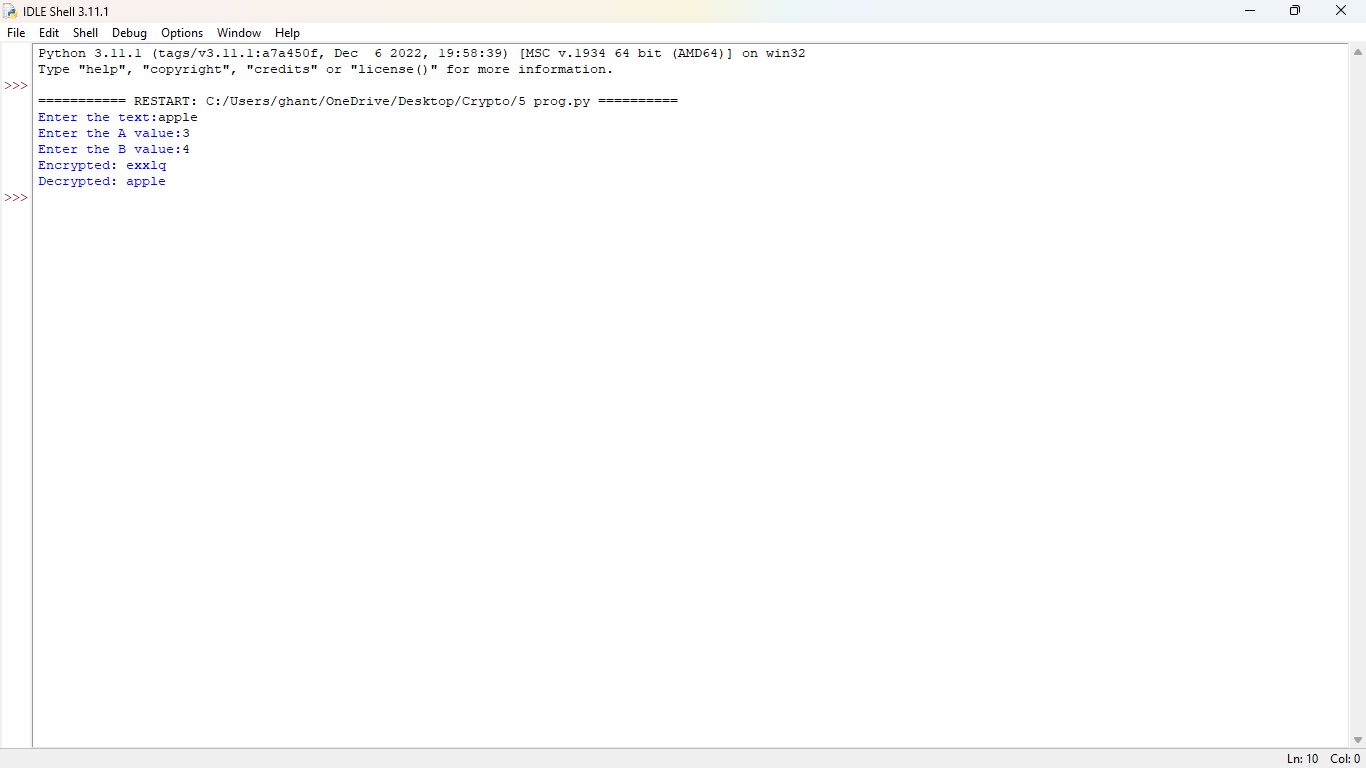 IDLE Shell 3.11.1
File Edit Shell Debug Options Window Help
Python 3.11.1 (tags/v3.11.1:a7a450f, Dec  6 2022, 19:58:39) [MSC v.1934 64 bit (AMD64)] on win32
Type "help", "copyright", "credits" or "license()" for more information.
>>>
=========== RESTART: C:/Users/ghant/OneDrive/Desktop/Crypto/5 prog.py ==========
Enter the text:apple
Enter the A value:3
Enter the B value:4
Encrypted: exxlq
Decrypted: apple
>>>
Ln: 10 Col: 0